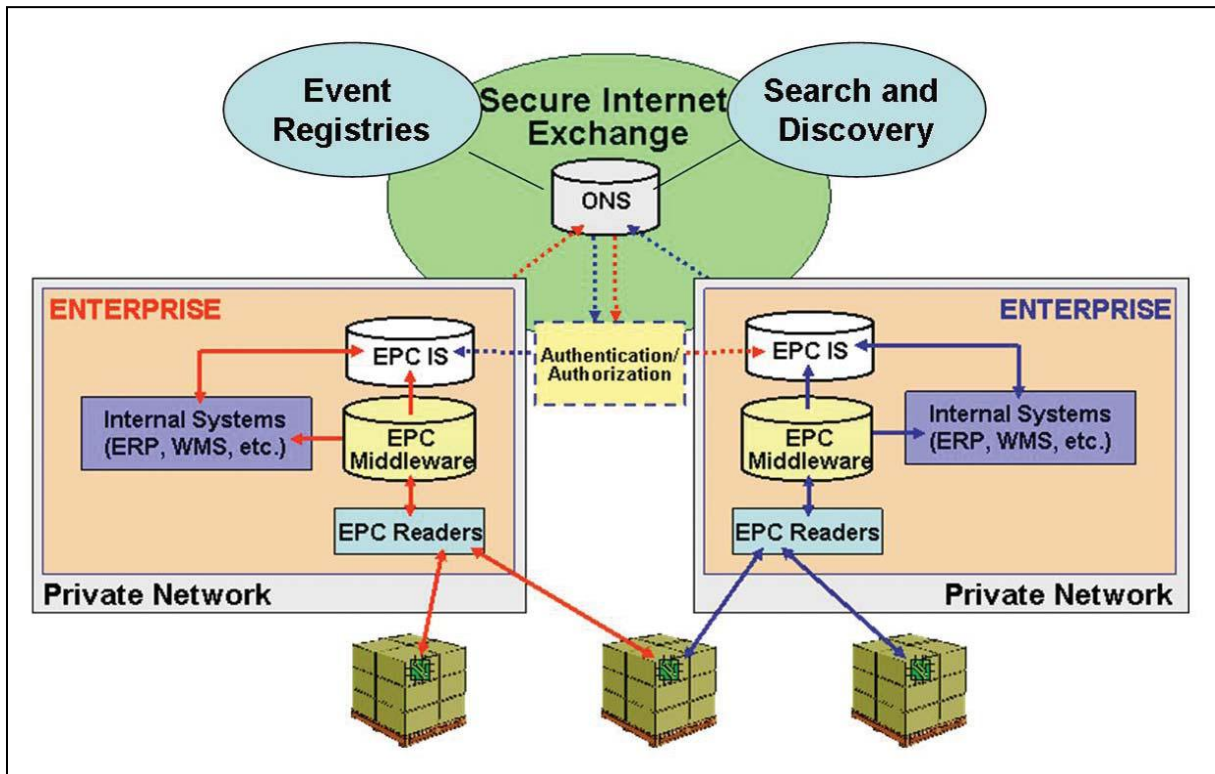 Event
Registries
Secure Internet
Exchange
Search and
Discovery
ONS
ENTERPRISE
EPC IS
Internal Systems
(ERP, WMS, etc.)
EPC
Middleware
EPC Readers
Private Network
Authentication/
Authorization
ENTERPRISE
EPC IS
EPC
Middleware
Internal Systems
(ERP, WMS, etc.)
EPC Readers
Private Network